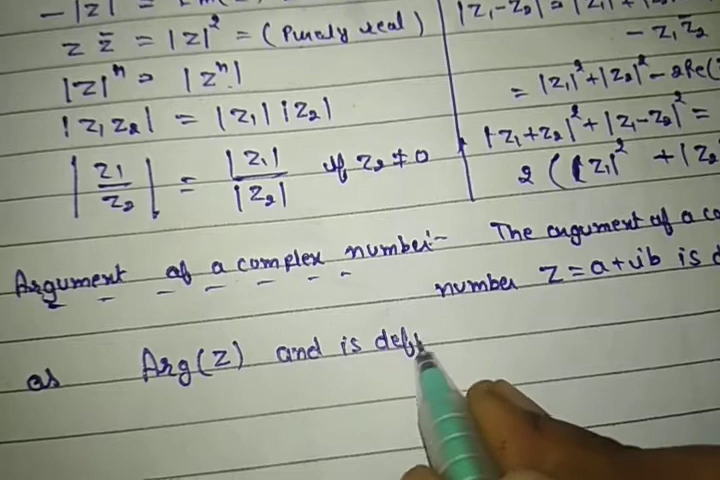 z z̄ = |z|² = (Purely real)
|z|ⁿ = |zⁿ|
|z₁z₂| = |z₁| |z₂|
|z₁/z₂| = |z₁|/|z₂| if z₂ ≠ 0
- z₁z̄₂
= |z₁|²+|z₂|²-2Re(
|z₁+z₂|²+|z₁-z₂|² =
2(|z₁|² + |z₂
Argument of a complex number:- The argument of a co
number z = a+ib is d
as Arg(z) and is def